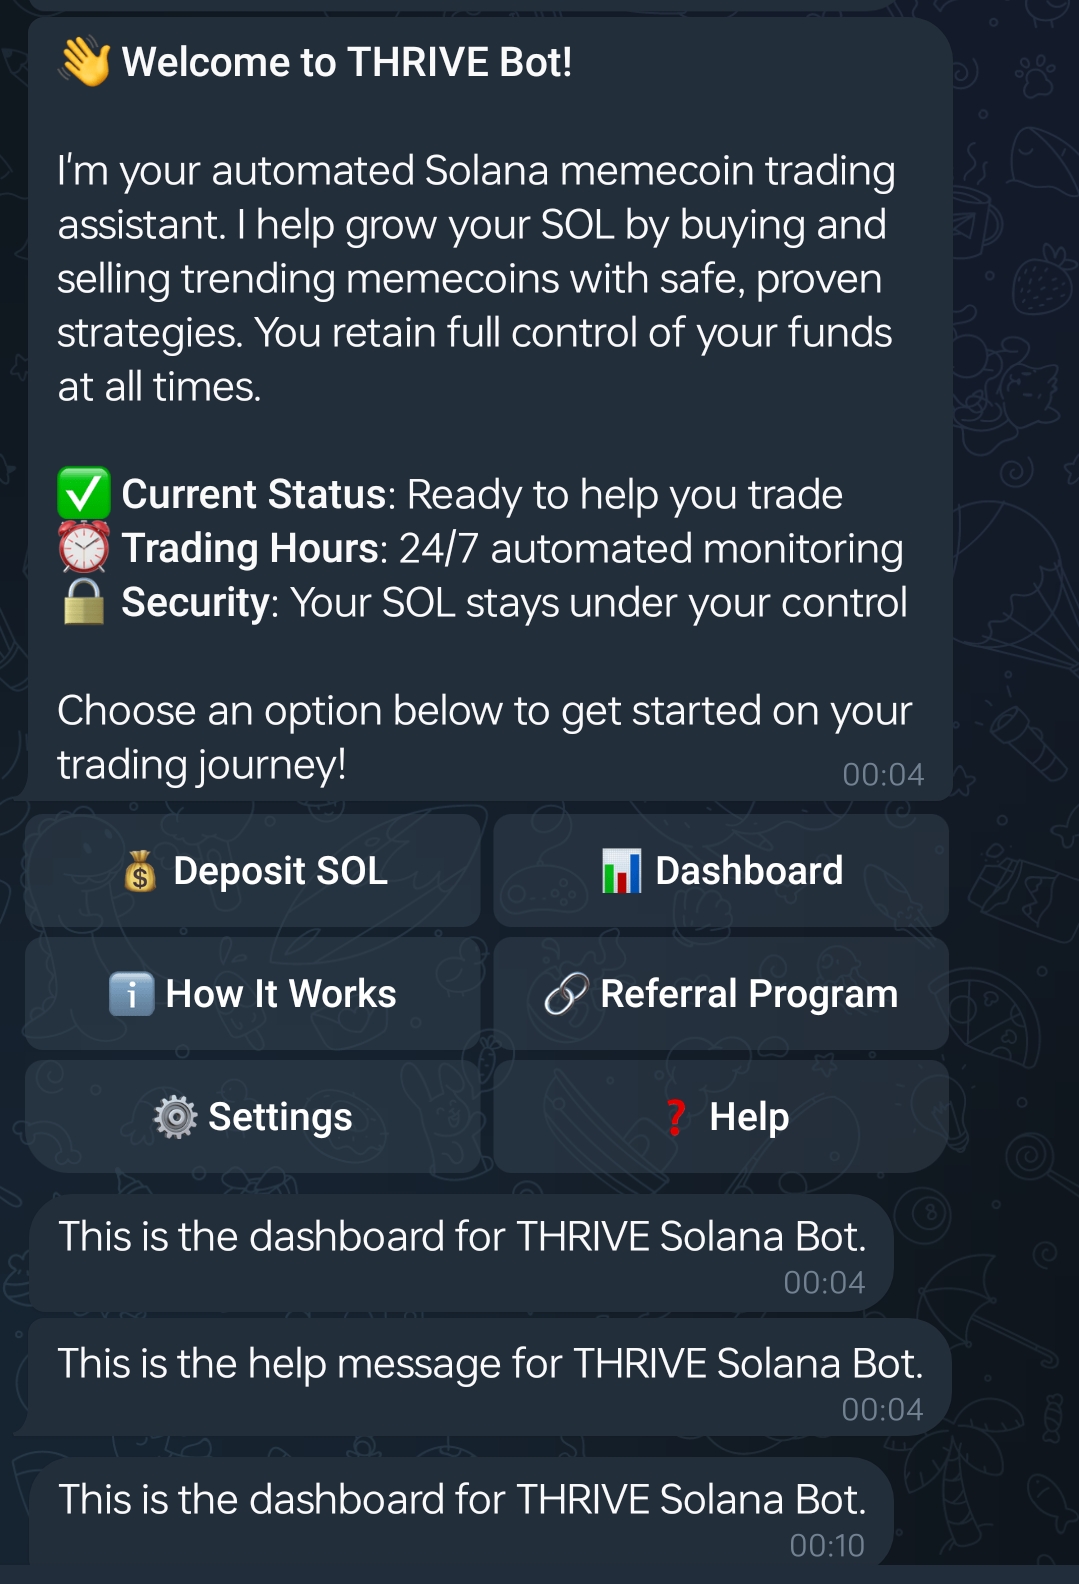 👋 Welcome to THRIVE Bot!
I'm your automated Solana memecoin trading
assistant. I help grow your SOL by buying and
selling trending memecoins with safe, proven
strategies. You retain full control of your funds
at all times.
✅ Current Status: Ready to help you trade
⏰ Trading Hours: 24/7 automated monitoring
🔒 Security: Your SOL stays under your control
Choose an option below to get started on your
trading journey!
00:04
💰 Deposit SOL
📊 Dashboard
ℹ️ How It Works
🔗 Referral Program
⚙️ Settings
❓ Help
This is the dashboard for THRIVE Solana Bot.
00:04
This is the help message for THRIVE Solana Bot.
00:04
This is the dashboard for THRIVE Solana Bot.
00:10